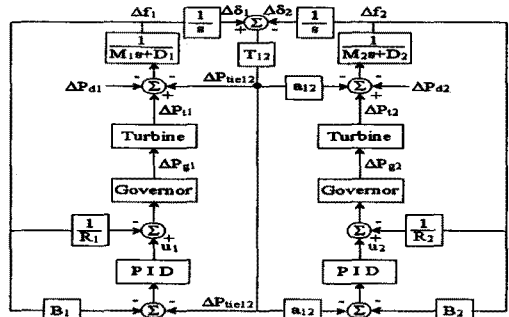 Δf₁ 1/s Δδ₁ Σ Δδ₂ 1/s Δf₂
+ -
1/(M₁s+D₁) T₁₂ 1/(M₂s+D₂)
ΔPtie12
ΔPd1 - Σ - a₁₂ - Σ - ΔPd2
+ +
ΔPt1 ΔPt2
Turbine Turbine
ΔPg1 ΔPg2
Governor Governor
1/R₁ - Σ Σ - 1/R₂
+ +
u₁ u₂
PID PID
ΔPtie12
B₁ - Σ - a₁₂ - Σ - B₂